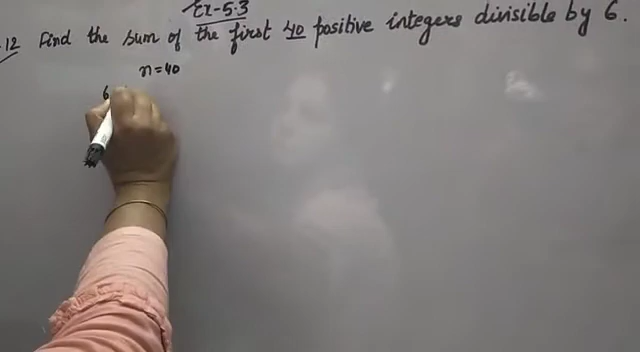 Ex-5.3
12 Find the sum of the first 40 positive integers divisible by 6.
n=40
6